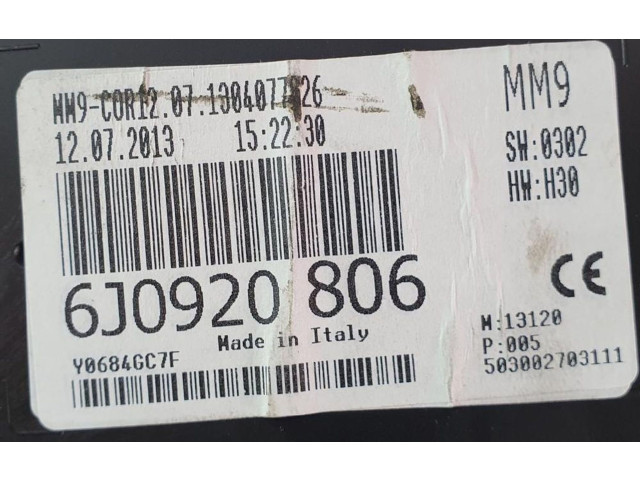 MM9-COR12.07.1304077826
12.07.2013 15:22:30
6J0920 806
Made in Italy
Y0684GC7F
MM9
SW:0302
HW:H30
CE
M:13120
P:005
503002703111